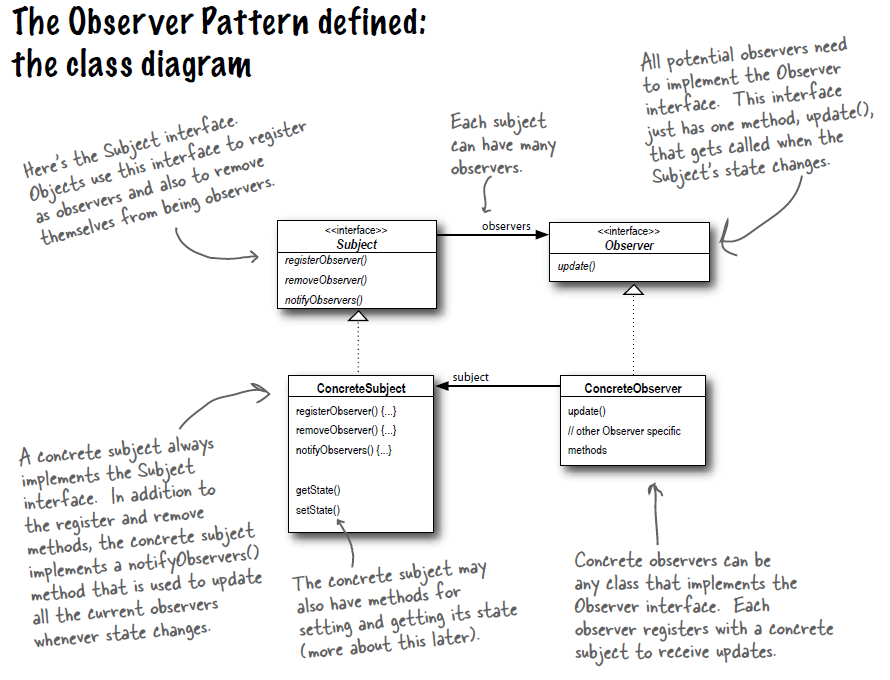 The Observer Pattern defined:
the class diagram
All potential observers need
to implement the Observer
interface. This interface
just has one method, update(),
that gets called when the
Subject's state changes.
Each subject
can have many
observers.
Here's the Subject interface.
Objects use this interface to register
as observers and also to remove
themselves from being observers.
<<interface>>
Subject
registerObserver()
removeObserver()
notifyObservers()
observers
<<interface>>
Observer
update()
ConcreteSubject
registerObserver() {...}
removeObserver() {...}
notifyObservers() {...}
getState()
setState()
subject
ConcreteObserver
update()
// other Observer specific
methods
A concrete subject always
implements the Subject
interface. In addition to
the register and remove
methods, the concrete subject
implements a notifyObservers()
method that is used to update
all the current observers
whenever state changes.
The concrete subject may
also have methods for
setting and getting its state
(more about this later).
Concrete observers can be
any class that implements the
Observer interface. Each
observer registers with a concrete
subject to receive updates.